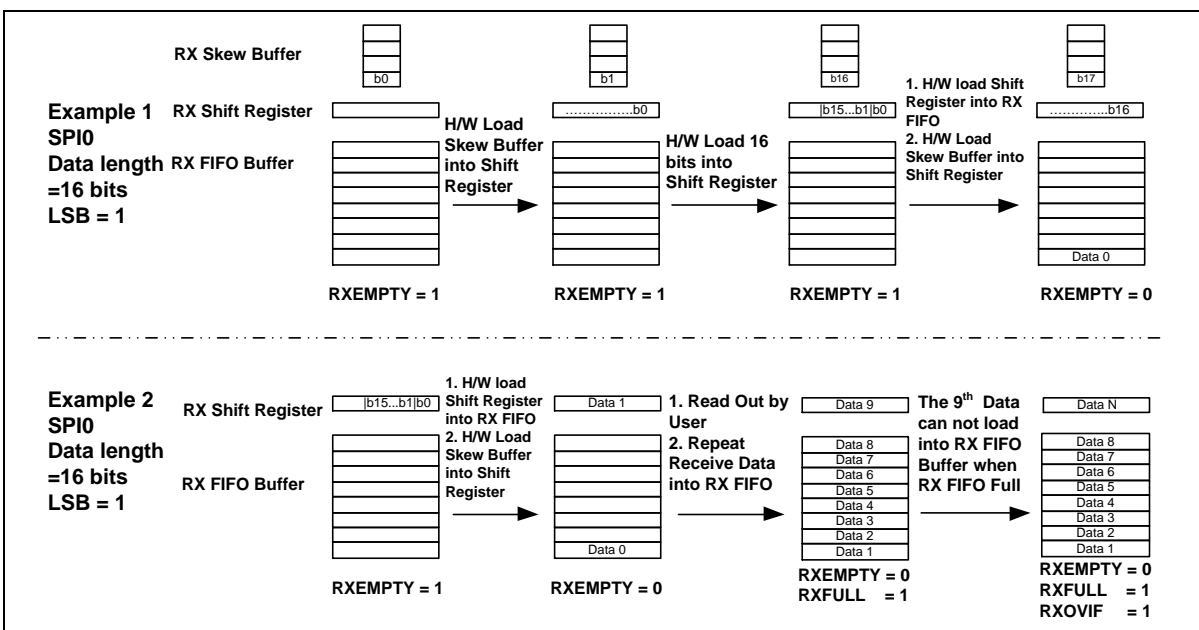 RX Skew Buffer
b0
b1
b16
b17
Example 1
SPI0
Data length
=16 bits
LSB = 1
RX Shift Register
RX FIFO Buffer
H/W Load
Skew Buffer
into Shift
Register
……………b0
H/W Load 16
bits into
Shift Register
|b15...b1|b0
1. H/W load Shift
Register into RX
FIFO
2. H/W Load
Skew Buffer into
Shift Register
…………..b16
Data 0
RXEMPTY = 1
RXEMPTY = 1
RXEMPTY = 1
RXEMPTY = 0
Example 2
SPI0
Data length
=16 bits
LSB = 1
RX Shift Register
RX FIFO Buffer
|b15...b1|b0
RXEMPTY = 1
1. H/W load
Shift Register
into RX FIFO
2. H/W Load
Skew Buffer
into Shift
Register
Data 1
Data 0
RXEMPTY = 0
1. Read Out by
User
2. Repeat
Receive Data
into RX FIFO
Data 9
Data 8
Data 7
Data 6
Data 5
Data 4
Data 3
Data 2
Data 1
RXEMPTY = 0
RXFULL = 1
The 9th Data
can not load
into RX FIFO
Buffer when
RX FIFO Full
Data N
Data 8
Data 7
Data 6
Data 5
Data 4
Data 3
Data 2
Data 1
RXEMPTY = 0
RXFULL = 1
RXOVIF = 1